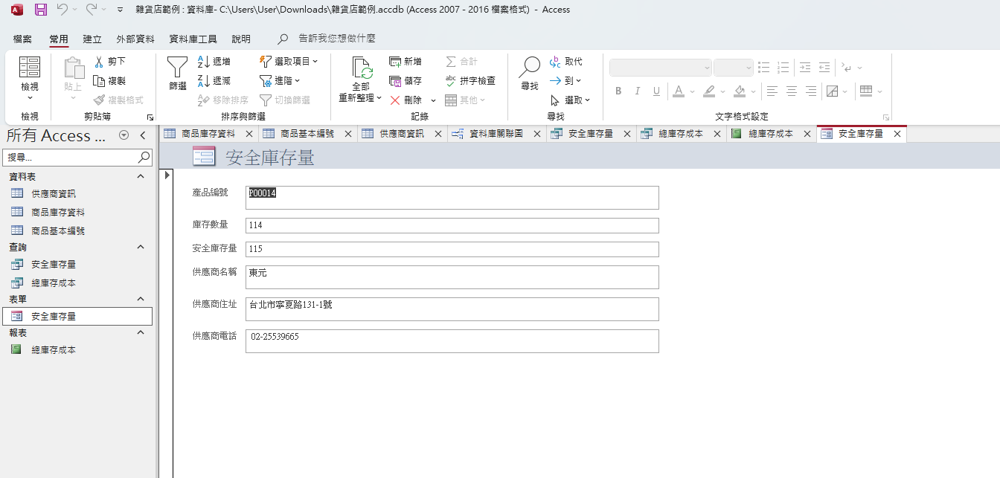 雜貨店範例 : 資料庫- C:\Users\User\Downloads\雜貨店範例.accdb (Access 2007 - 2016 檔案格式) - Access
檔案 常用 建立 外部資料 資料庫工具 說明 告訴我您想做什麼
檢視
檢視
貼上
剪下
複製
複製格式
剪貼簿
篩選
遞增
遞減
移除排序
選取項目
進階
切換篩選
排序與篩選
全部
重新整理
新增
儲存
刪除
合計
拼字檢查
其他
記錄
尋找
取代
到
選取
尋找
B I U A
文字格式設定
所有 Access ...
搜尋...
資料表
供應商資訊
商品庫存資料
商品基本編號
查詢
安全庫存量
總庫存成本
表單
安全庫存量
報表
總庫存成本
商品庫存資料 商品基本編號 供應商資訊 資料庫關聯圖 安全庫存量 總庫存成本 總庫存成本 安全庫存量
安全庫存量
產品編號 P00014
庫存數量 114
安全庫存量 115
供應商名稱 東元
供應商住址 台北市寧夏路131-1號
供應商電話 02-25539665